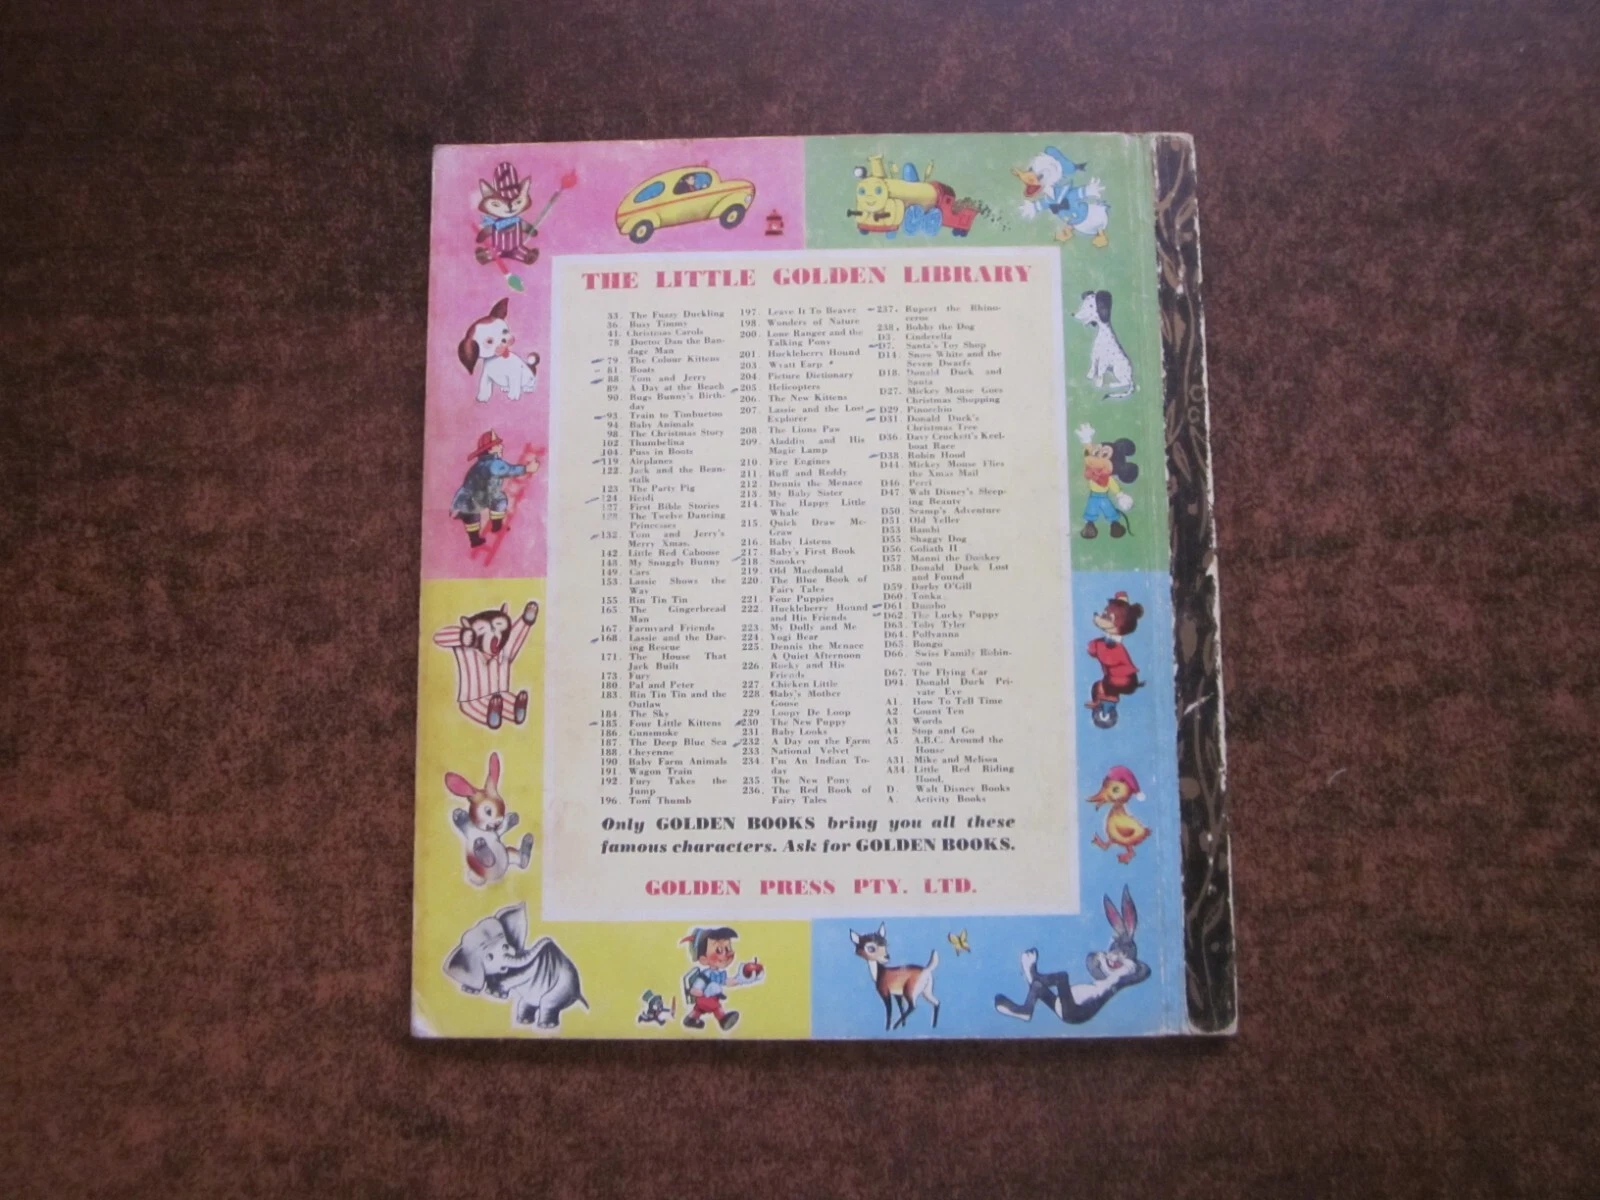 THE LITTLE GOLDEN LIBRARY
33. The Fuzzy Duckling
36. Busy Timmy
41. Christmas Carols
78 Doctor Dan the Ban-
dage Man
79. The Colour Kittens
81. Boats
88 Tom and Jerry
89. A Day at the Beach
90. Bugs Bunny's Birth-
day
93. Train to Timbuctoo
94. Baby Animals
98. The Christmas Story
102. Thumbelina
104. Puss in Boots
119. Airplanes
122. Jack and the Bean-
stalk
123. The Party Pig
124. Heidi
127. First Bible Stories
The Twelve Dancing
Princesses
132. Tom and Jerry's
Merry Xmas.
142. Little Red Caboose
148. My Snuggly Bunny
149. Cars
153. Lassie Shows the
Way
155. Rin Tin Tin
165. The Gingerbread
Man
167. Farmyard Friends
168. Lassie and the Dar-
ing Rescue
171. The House That
Jack Built
173. Fury
180. Pal and Peter
183. Rin Tin Tin and the
Outlaw
184. The Sky
185. Four Little Kittens
186. Gunsmoke
187. The Deep Blue Sea
188. Cheyenne
190. Baby Farm Animals
191. Wagon Train
192. Fury Takes the
Jump
196. Tom Thumb
197. Leave It To Beaver
198. Wonders of Nature
200. Lone Ranger and the
Talking Pony
201. Huckleberry Hound
203. Wyatt Earp
204. Picture Dictionary
205. Helicopters
206. The New Kittens
207. Lassie and the Lost
Explorer
208. The Lions Paw
209. Aladdin and His
Magic Lamp
210. Fire Engines
211. Ruff and Reddy
212. Dennis the Menace
213. My Baby Sister
214. The Happy Little
Whale
215. Quick Draw Mc-
Graw
216. Baby Listens
217. Baby's First Book
218. Smokey
219. Old Macdonald
220. The Blue Book of
Fairy Tales
221. Four Puppies
222. Huckleberry Hound
and His Friends
223. My Dolly and Me
224. Yogi Bear
225. Dennis the Menace
A Quiet Afternoon
226. Rocky and His
Friends
227. Chicken Little
228. Baby's Mother
Goose
229. Loopy De Loop
230. The New Puppy
231. Baby Looks
232. A Day on the Farm
233. National Velvet
234. I'm An Indian To-
day
235. The New Pony
236. The Red Book of
Fairy Tales
237. Rupert the Rhino-
ceros
238. Bobby the Dog
D3. Cinderella
D7. Santa's Toy Shop
D14. Snow White and the
Seven Dwarfs
D18. Donald Duck and
Santa
D27. Mickey Mouse Goes
Christmas Shopping
D29. Pinocchio
D31. Donald Duck's
Christmas Tree
D36. Davy Crockett's Keel-
boat Race
D38. Robin Hood
D44. Mickey Mouse Flies
the Xmas Mail
D46. Perri
D47. Walt Disney's Sleep-
ing Beauty
D50. Scamp's Adventure
D51. Old Yeller
D53. Bambi
D55. Shaggy Dog
D56. Goliath II
D57. Manni the Donkey
D58. Donald Duck Lost
and Found
D59. Darby O'Gill
D60. Tonka
D61. Dumbo
D62. The Lucky Puppy
D63. Toby Tyler
D64. Pollyanna
D65. Bongo
D66. Swiss Family Robin-
son
D67. The Flying Car
D94. Donald Duck Pri-
vate Eye
A1. How To Tell Time
A2. Count Ten
A3. Words
A4. Stop and Go
A5. A.B.C. Around the
House
A31. Mike and Melissa
A34. Little Red Riding
Hood.
D. Walt Disney Books
A. Activity Books
Only GOLDEN BOOKS bring you all these
famous characters. Ask for GOLDEN BOOKS.
GOLDEN PRESS PTY. LTD.